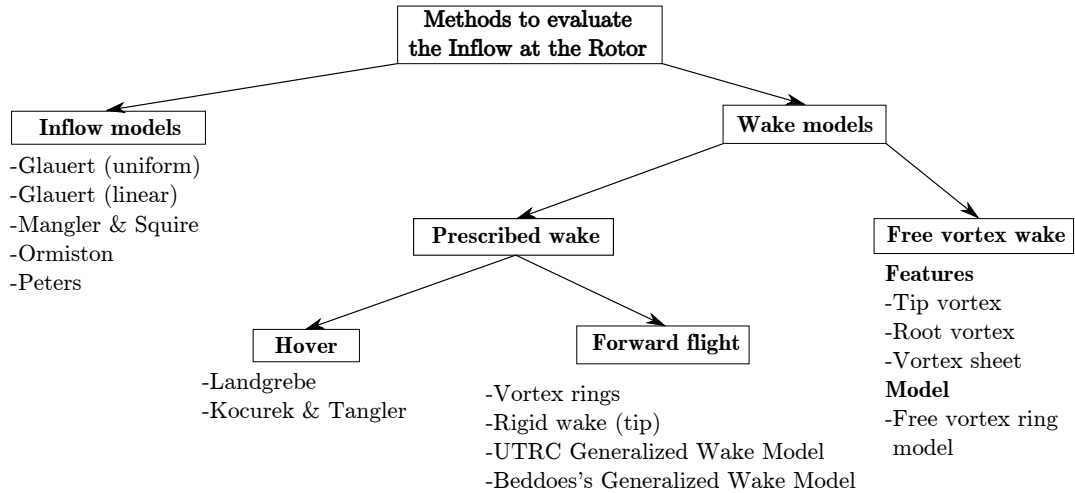 Methods to evaluate
the Inflow at the Rotor
Inflow models
-Glauert (uniform)
-Glauert (linear)
-Mangler & Squire
-Ormiston
-Peters
Wake models
Prescribed wake
Hover
-Landgrebe
-Kocurek & Tangler
Forward flight
-Vortex rings
-Rigid wake (tip)
-UTRC Generalized Wake Model
-Beddoes's Generalized Wake Model
Free vortex wake
Features
-Tip vortex
-Root vortex
-Vortex sheet
Model
-Free vortex ring
model